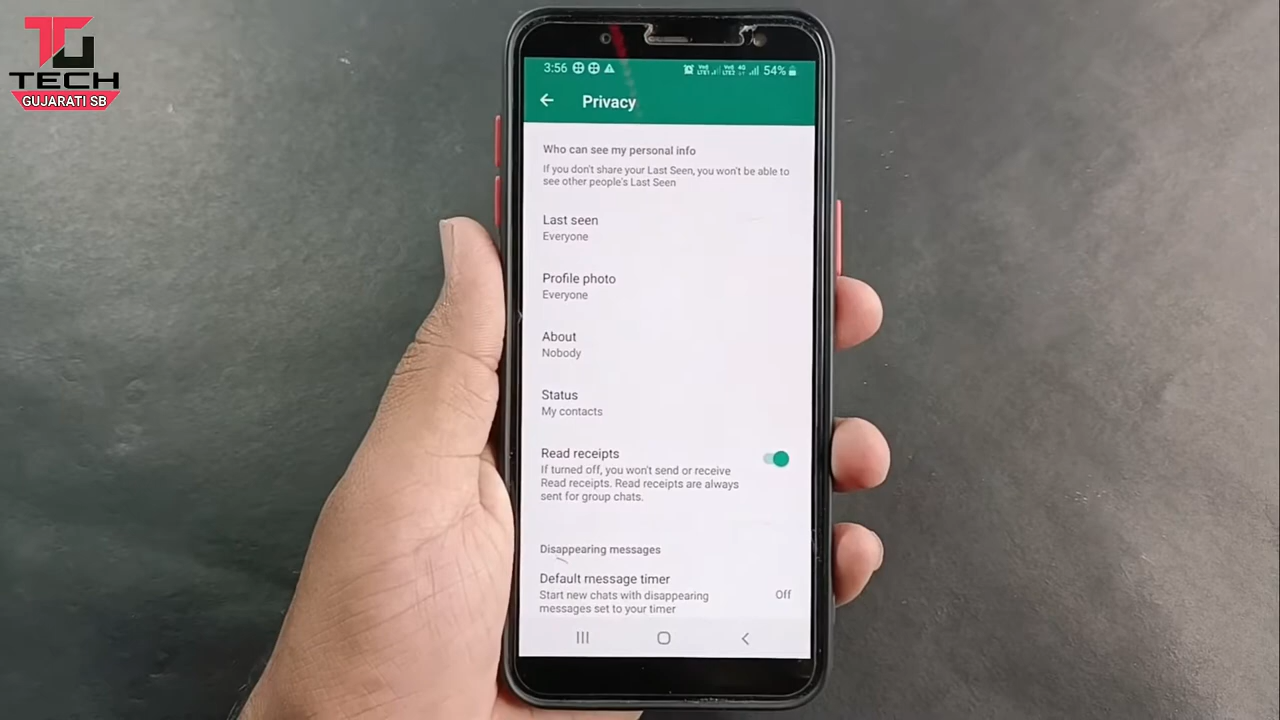 TECH
GUJARATI SB
3:56
54%
Privacy
Who can see my personal info
If you don't share your Last Seen, you won't be able to
see other people's Last Seen
Last seen
Everyone
Profile photo
Everyone
About
Nobody
Status
My contacts
Read receipts
If turned off, you won't send or receive
Read receipts. Read receipts are always
sent for group chats.
Disappearing messages
Default message timer
Start new chats with disappearing
messages set to your timer
Off